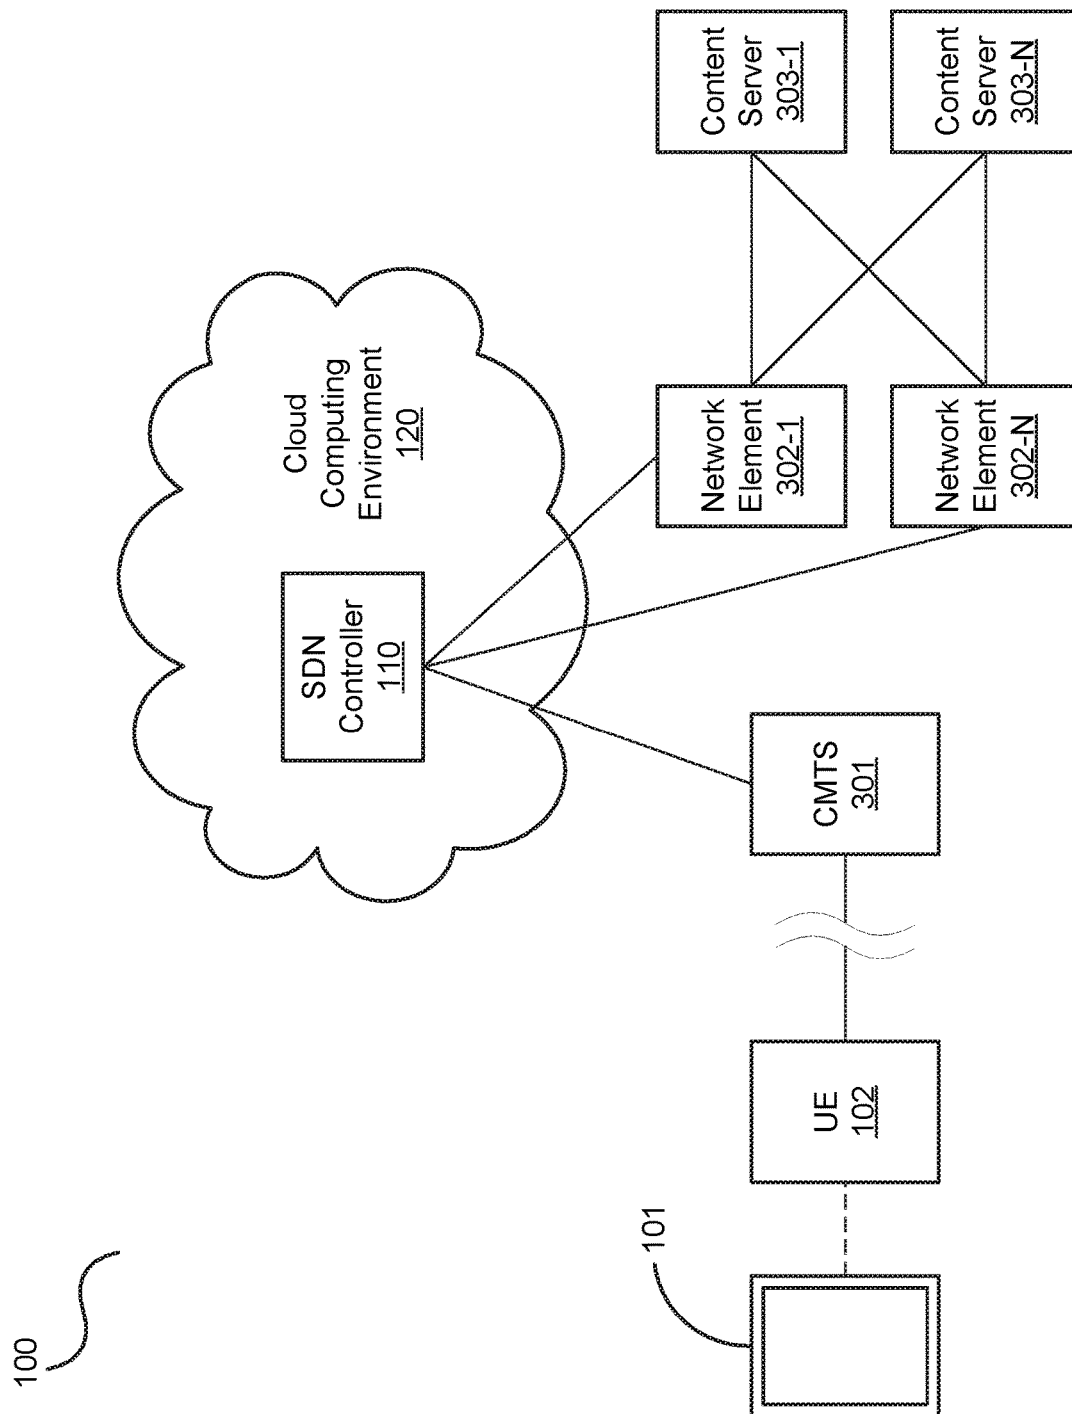 100
Cloud
Computing
Environment
120
SDN
Controller
110
Content
Server
303-1
Content
Server
303-N
Network
Element
302-1
Network
Element
302-N
CMTS
301
UE
102
101